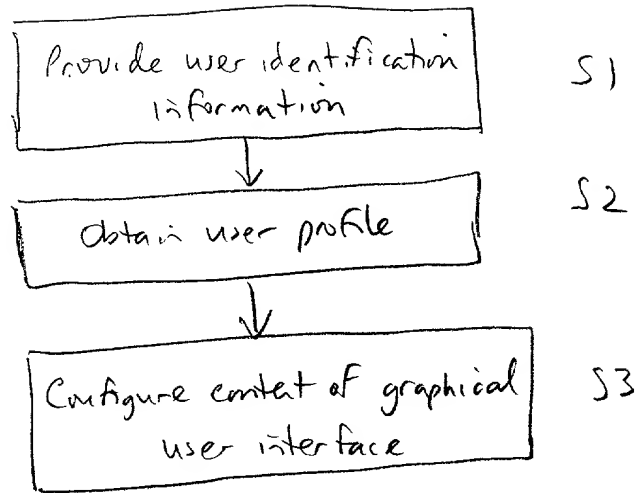 Provide user identification
information
S1
obtain user profile
S2
Configure content of graphical
user interface
S3